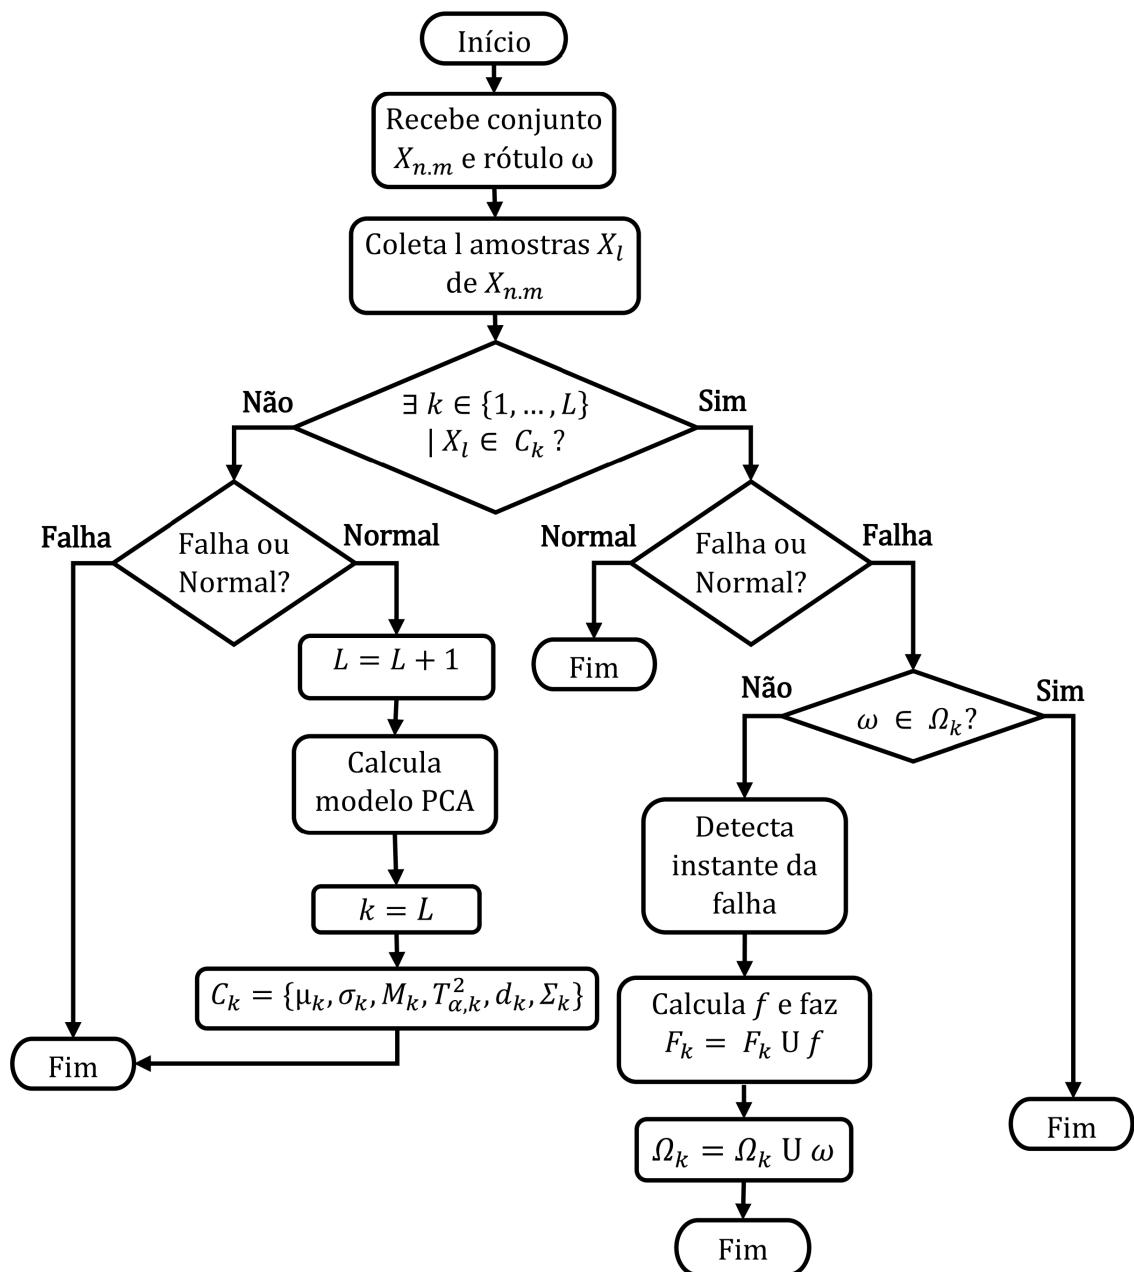 Início
Recebe conjunto
$X_{n.m}$ e rótulo ω
Coleta l amostras $X_l$
de $X_{n.m}$
∃ k ∈ {1, … , L}
| $X_l$ ∈ $C_k$ ?
Não
Sim
Falha ou
Normal?
Falha
Normal
L = L + 1
Calcula
modelo PCA
k = L
$C_k = \{μ_k, σ_k, M_k, T^2_{α,k}, d_k, Σ_k\}$
Fim
Falha ou
Normal?
Normal
Falha
Fim
ω ∈ $Ω_k$?
Não
Sim
Detecta
instante da
falha
Calcula f e faz
$F_k$ = $F_k$ U f
$Ω_k$ = $Ω_k$ U ω
Fim
Fim